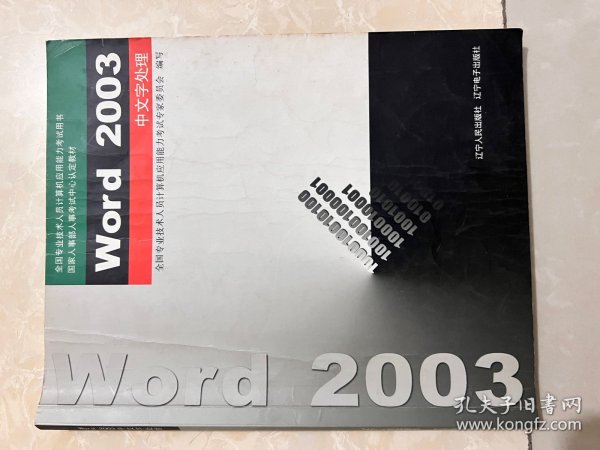 全国专业技术人员计算机应用能力考试用书
国家人事部人事考试中心认定教材
Word 2003
中文字处理
全国专业技术人员计算机应用能力考试专家委员会 编写
辽宁人民出版社 辽宁电子出版社
Word 2003
孔夫子旧书网
www.kongfz.com